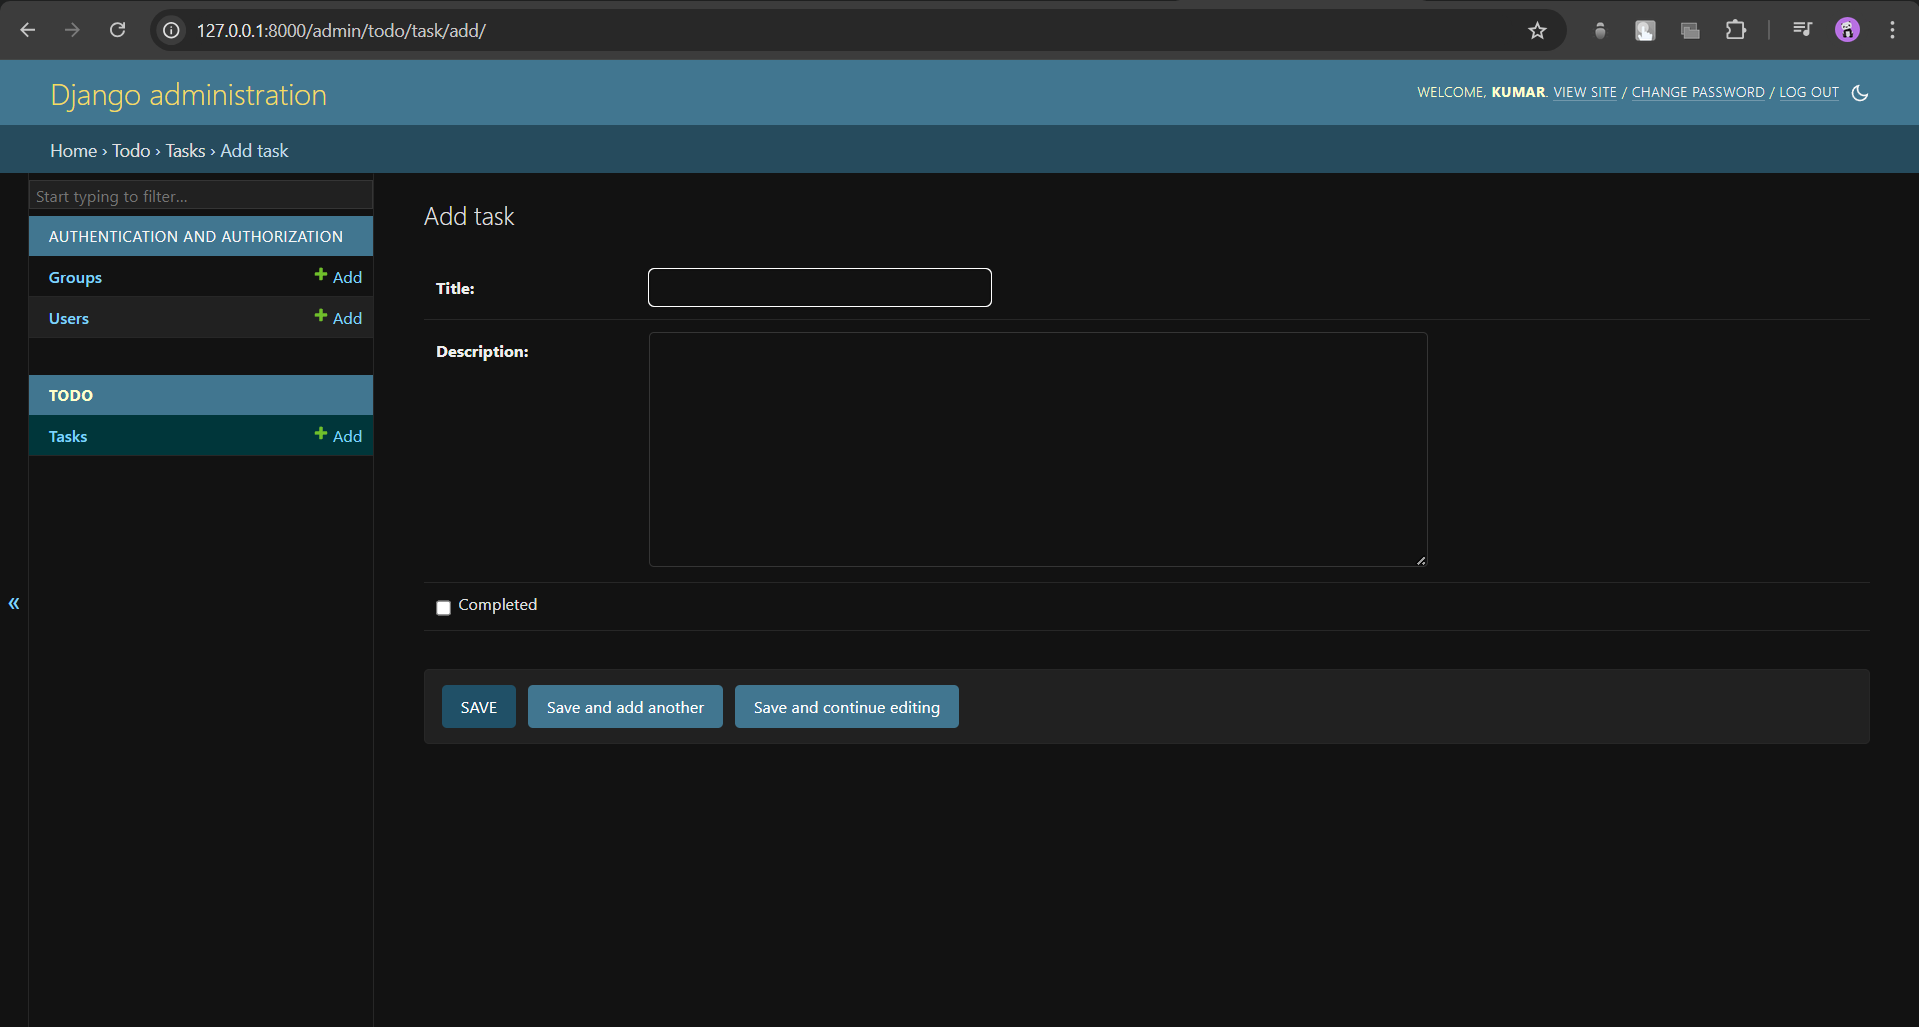 127.0.0.1:8000/admin/todo/task/add/
Django administration
WELCOME, KUMAR. VIEW SITE / CHANGE PASSWORD / LOG OUT
Home › Todo › Tasks › Add task
Start typing to filter...
AUTHENTICATION AND AUTHORIZATION
Groups + Add
Users + Add
TODO
Tasks + Add
«
Add task
Title:
Description:
Completed
SAVE Save and add another Save and continue editing